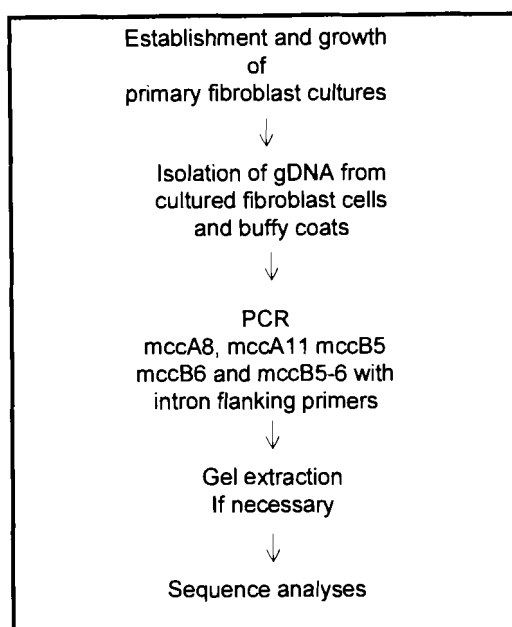 Establishment and growth
of
primary fibroblast cultures
↓
Isolation of gDNA from
cultured fibroblast cells
and buffy coats
↓
PCR
mccA8, mccA11 mccB5
mccB6 and mccB5-6 with
intron flanking primers
↓
Gel extraction
If necessary
↓
Sequence analyses